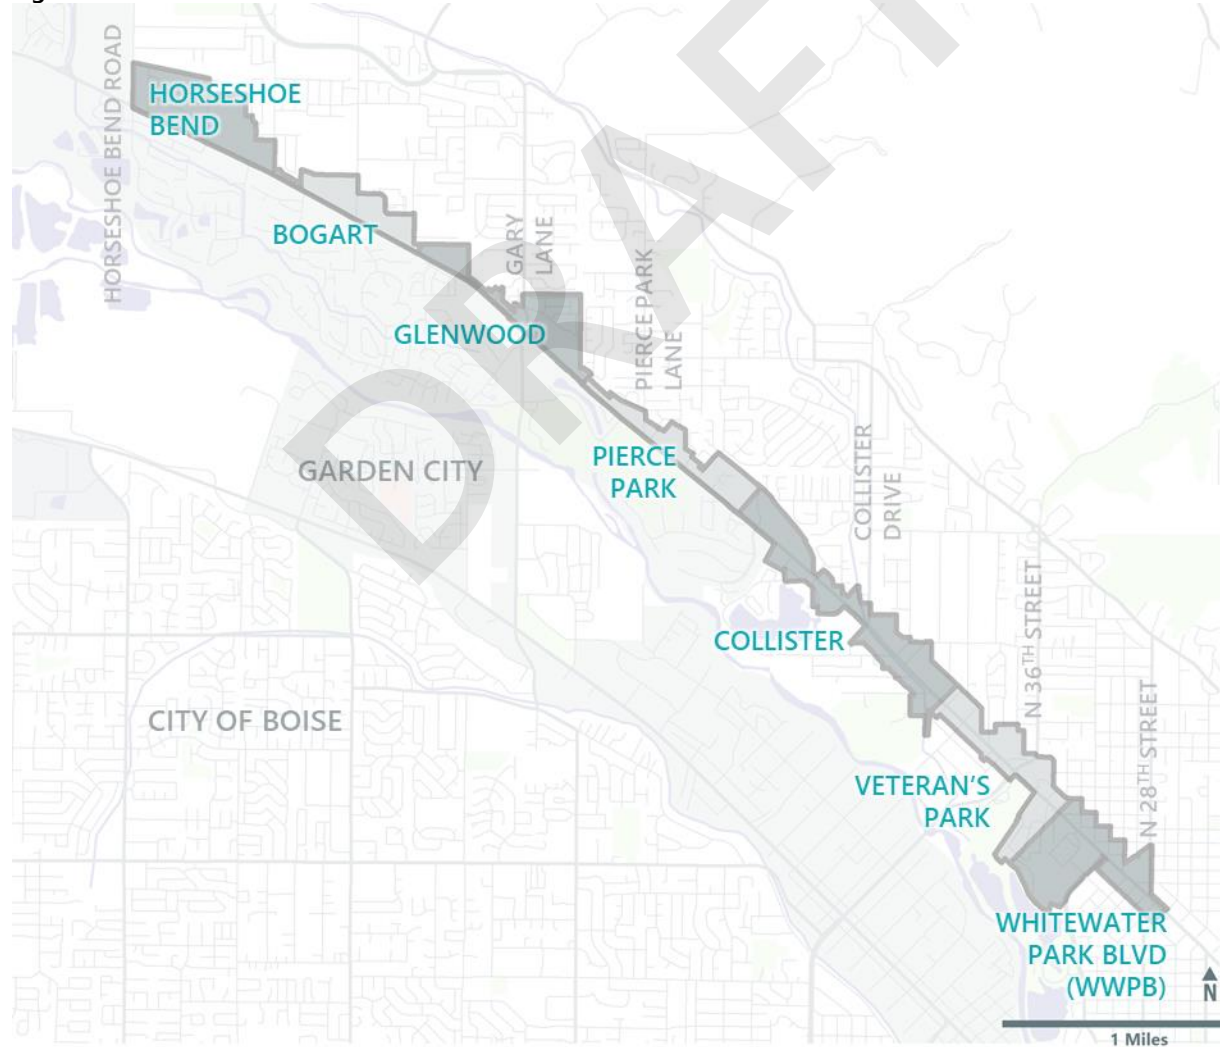 HORSESHOE BEND ROAD
HORSESHOE
BEND
BOGART
GARY
LANE
GLENWOOD
PIERCE PARK
LANE
GARDEN CITY
PIERCE
PARK
COLLISTER
DRIVE
COLLISTER
CITY OF BOISE
N 36TH STREET
N 28TH STREET
VETERAN'S
PARK
WHITEWATER
PARK BLVD
(WWPB)
N
1 Miles
DRAF